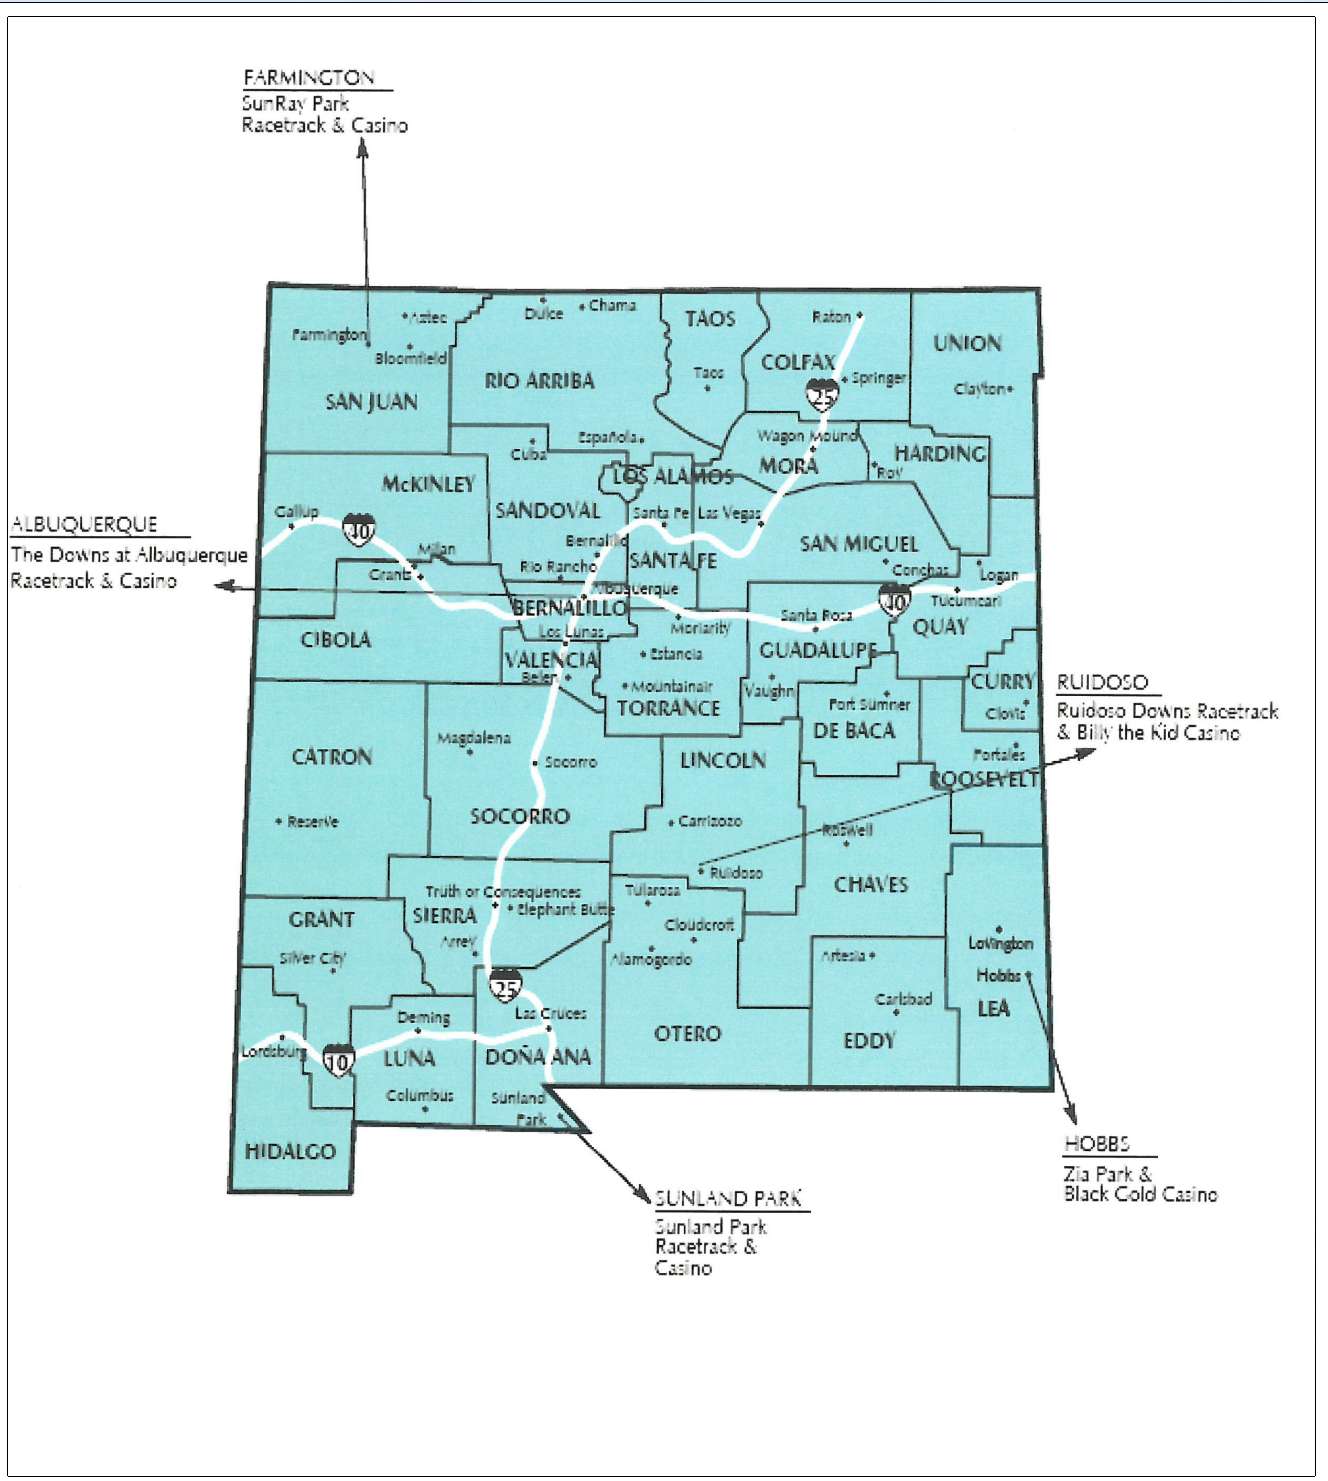 FARMINGTON
SunRay Park
Racetrack & Casino
Aztec
Dulce
Chama
TAOS
Raton
Farmington
Bloomfield
COLFAX
UNION
RIO ARRIBA
Taos
25
Springer
Clayton
SAN JUAN
Española
Cuba
Wagon Mound
MORA
HARDING
Roy
LOS ALAMOS
McKINLEY
SANDOVAL
Gallup
40
Santa Fe
Las Vegas
ALBUQUERQUE
The Downs at Albuquerque
Racetrack & Casino
Bernalillo
SAN MIGUEL
Milan
Grants
Rio Rancho
SANTA FE
Conchas
Logan
Albuquerque
BERNALILLO
40
Tucumcari
Santa Rosa
Moriarity
QUAY
Los Lunas
CIBOLA
VALENCIA
Estancia
GUADALUPE
Belen
Mountainair
Vaughn
CURRY
RUIDOSO
Ruidoso Downs Racetrack
& Billy the Kid Casino
TORRANCE
Fort Sumner
Clovis
DE BACA
Magdalena
CATRON
Socorro
LINCOLN
Portales
ROOSEVELT
Reserve
SOCORRO
Carrizozo
Roswell
Ruidoso
CHAVES
Truth or Consequences
Tularosa
GRANT
SIERRA
Elephant Butte
Cloudcroft
Arrey
Alamogordo
Artesia
Lovington
Silver City
Hobbs
25
Carlsbad
LEA
Las Cruces
Deming
OTERO
EDDY
Lordsburg
10
LUNA
DOÑA ANA
Columbus
Sunland
Park
HIDALGO
HOBBS
Zia Park &
Black Gold Casino
SUNLAND PARK
Sunland Park
Racetrack &
Casino